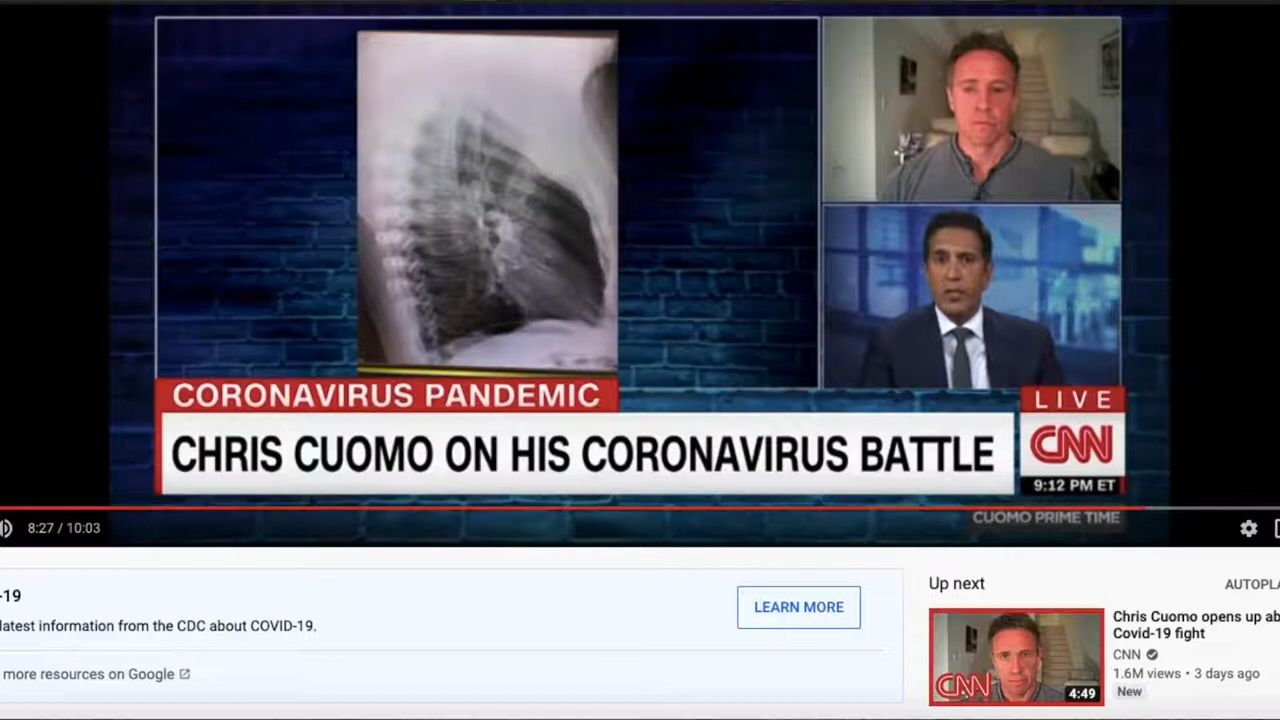 CORONAVIRUS PANDEMIC
CHRIS CUOMO ON HIS CORONAVIRUS BATTLE
LIVE
CNN
9:12 PM ET
CUOMO PRIME TIME
8:27 / 10:03
-19
latest information from the CDC about COVID-19.
LEARN MORE
more resources on Google
Up next
AUTOPLA
CNN
4:49
Chris Cuomo opens up ab
Covid-19 fight
CNN
1.6M views • 3 days ago
New